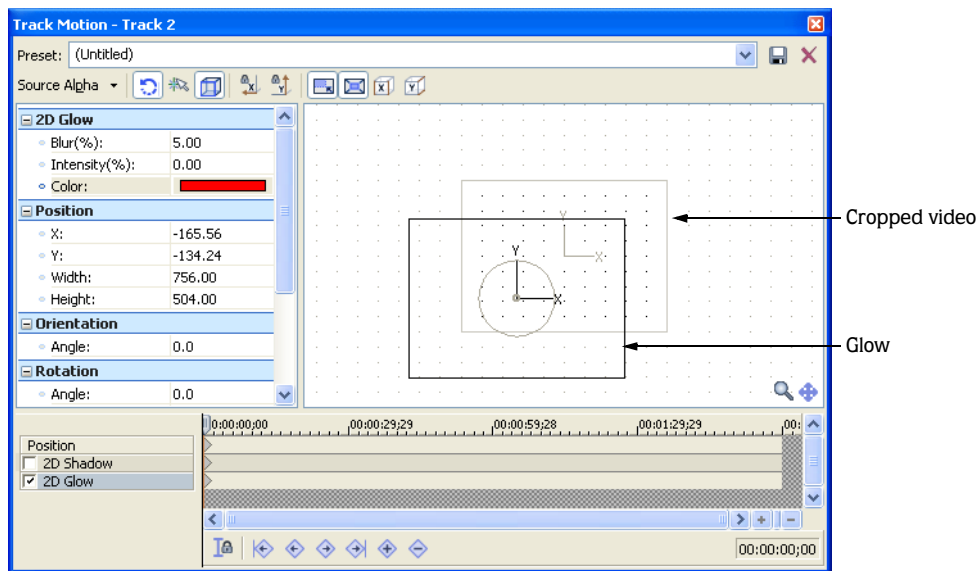 Track Motion - Track 2
Preset: (Untitled)
Source Alpha
2D Glow
Blur(%): 5.00
Intensity(%): 0.00
Color:
Position
X: -165.56
Y: -134.24
Width: 756.00
Height: 504.00
Orientation
Angle: 0.0
Rotation
Angle: 0.0
Y
X
Y
X
Cropped video
Glow
0:00:00;00 00:00:29;29 00:00:59;28 00:01:29;29 00:
Position
2D Shadow
2D Glow
00:00:00;00